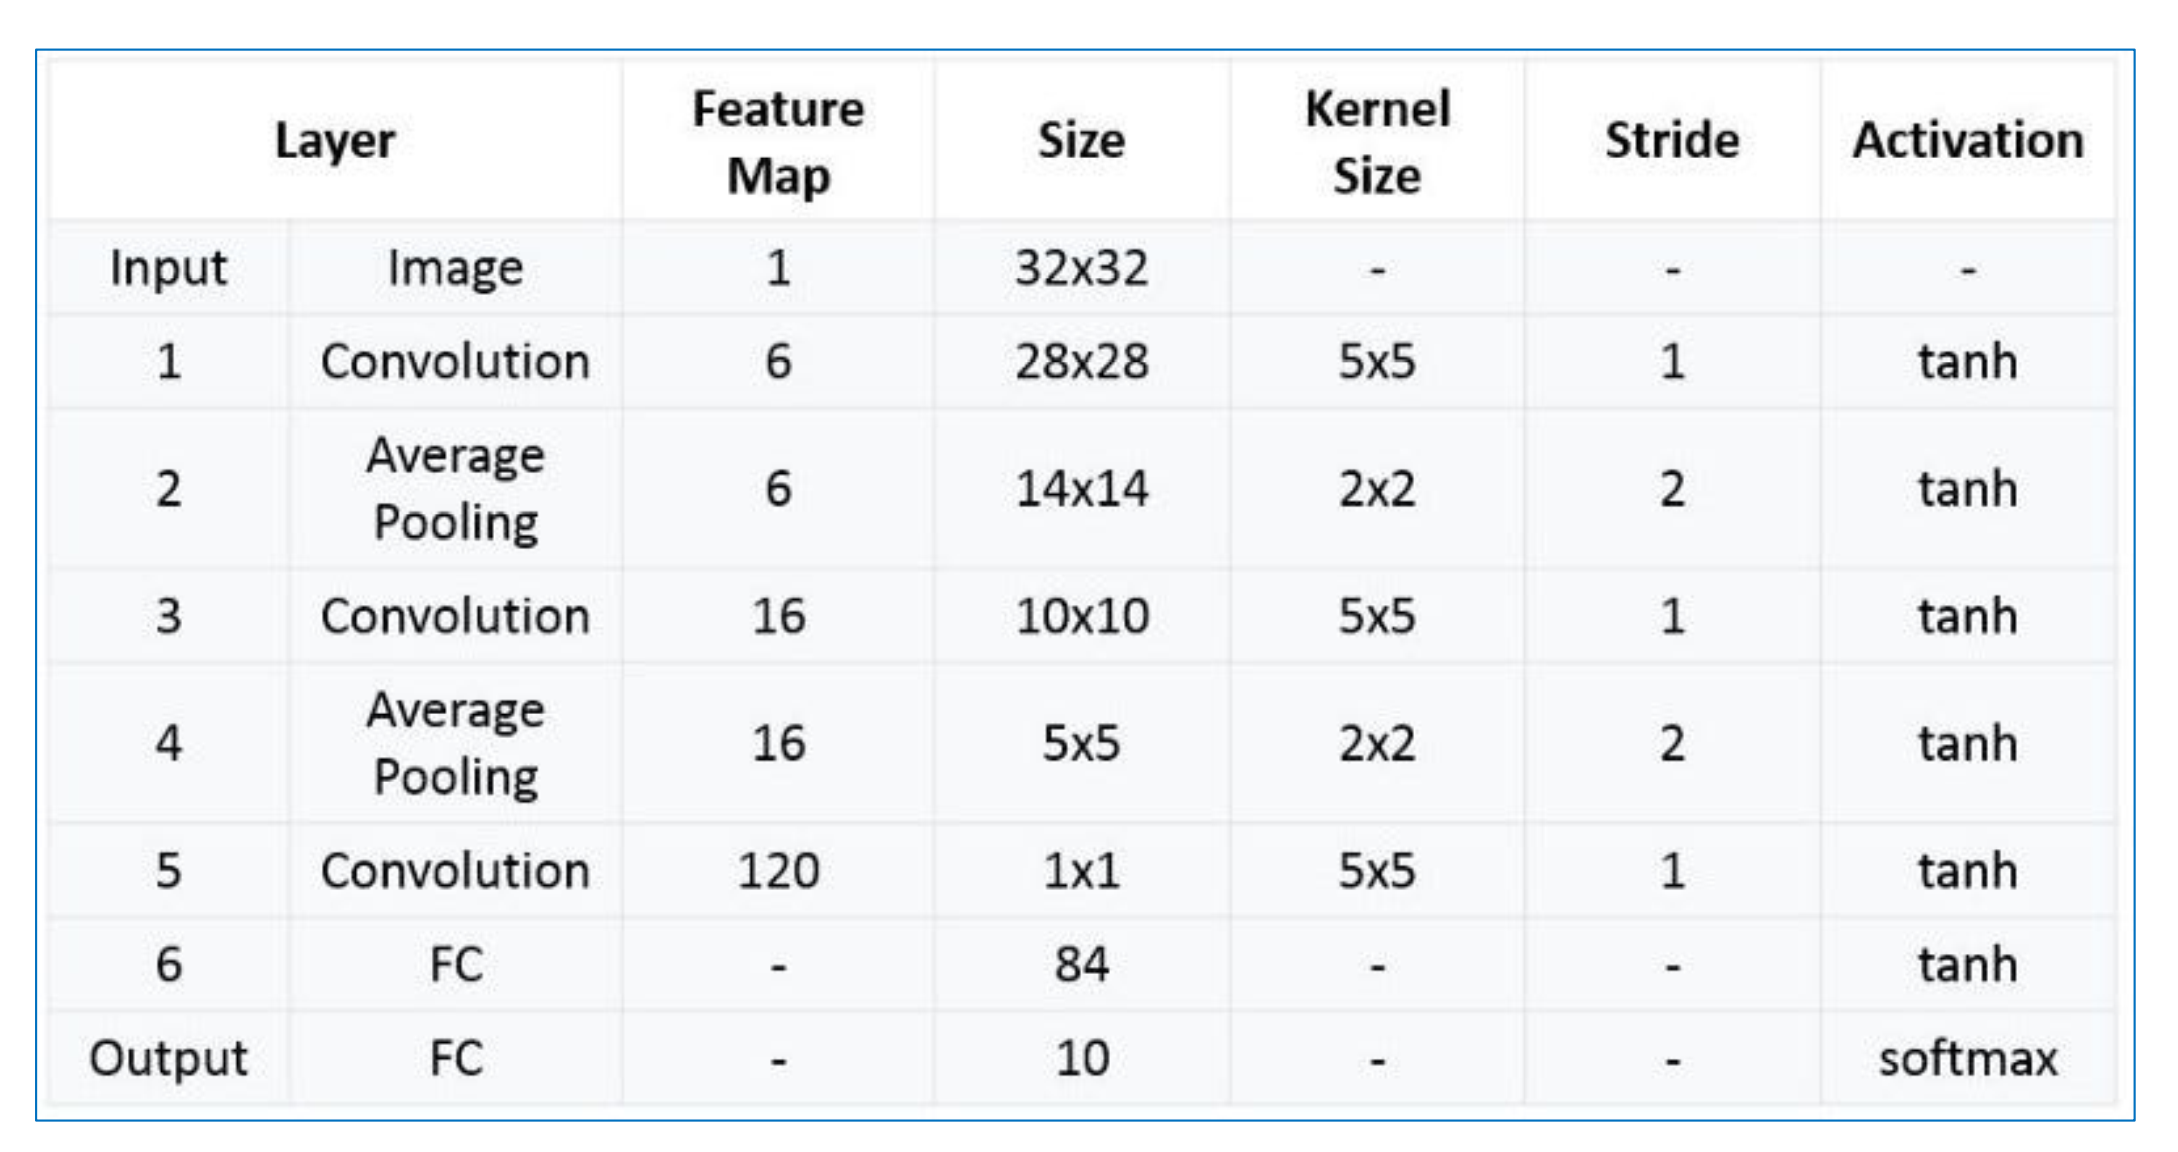 Layer Feature Map Size Kernel Size Stride Activation
Input Image 1 32x32 - - -
1 Convolution 6 28x28 5x5 1 tanh
2 Average Pooling 6 14x14 2x2 2 tanh
3 Convolution 16 10x10 5x5 1 tanh
4 Average Pooling 16 5x5 2x2 2 tanh
5 Convolution 120 1x1 5x5 1 tanh
6 FC - 84 - - tanh
Output FC - 10 - - softmax